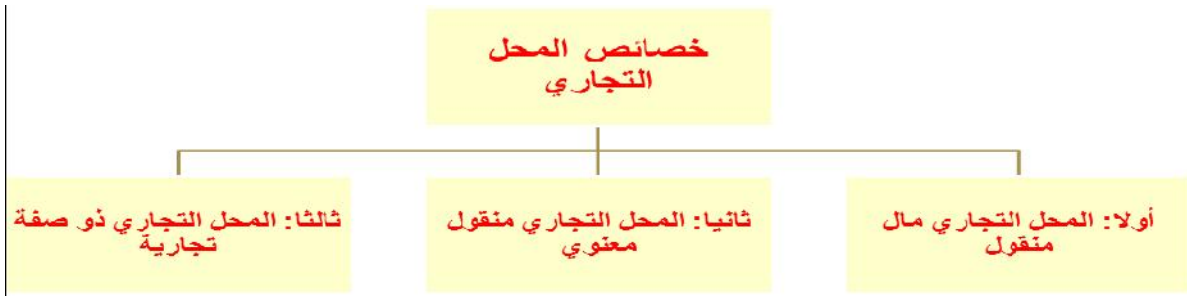 خصائص المحل
التجاري
أولا: المحل التجاري مال
منقول
ثانيا: المحل التجاري منقول
معنوي
ثالثا: المحل التجاري ذو صفة
تجارية